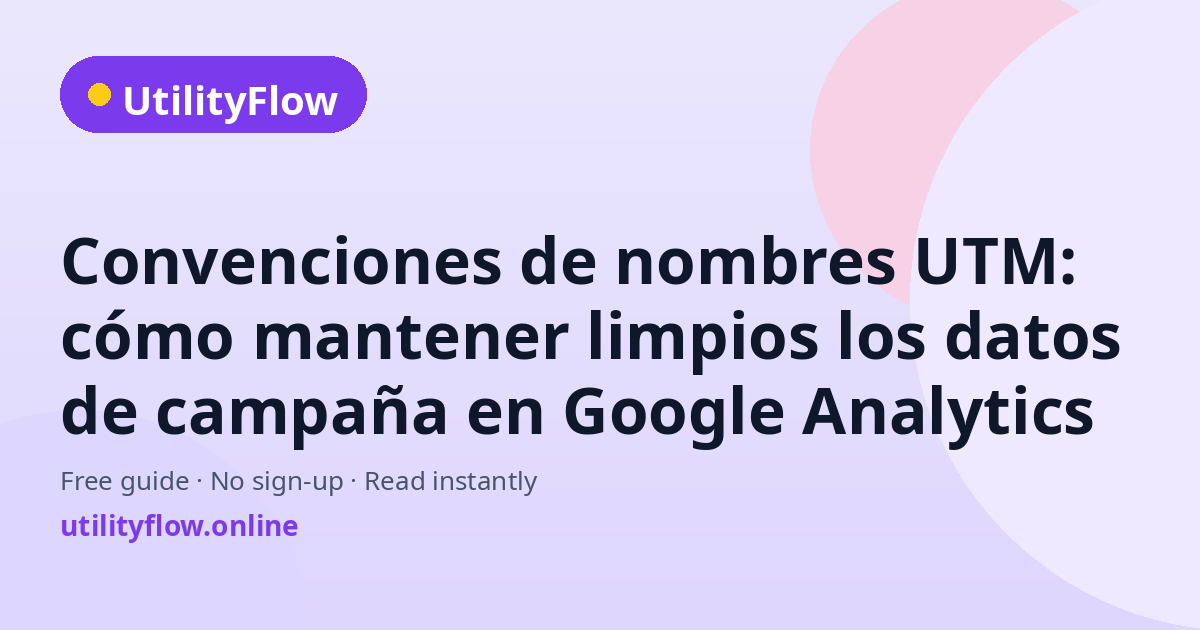 UtilityFlow
Convenciones de nombres UTM:
cómo mantener limpios los datos
de campaña en Google Analytics
Free guide · No sign-up · Read instantly
utilityflow.online